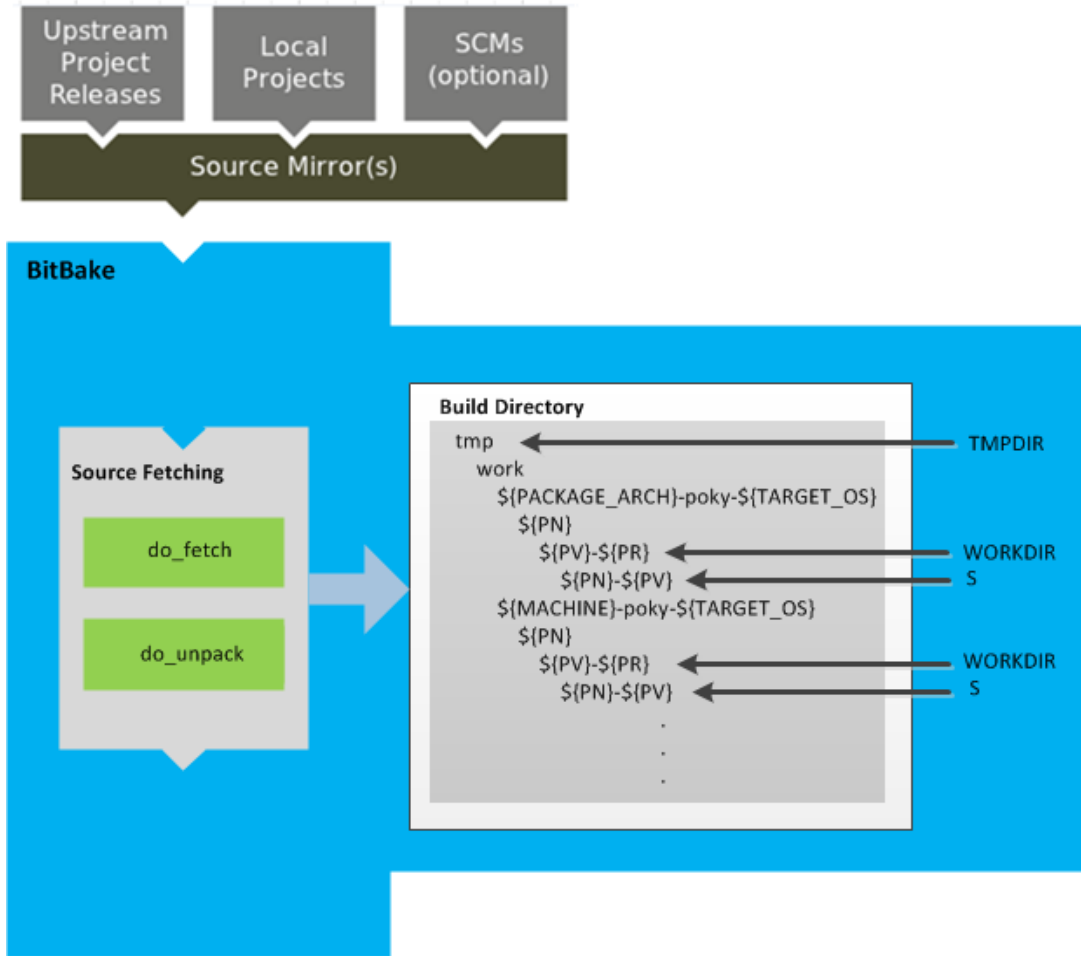 Upstream
Project
Releases
Local
Projects
SCMs
(optional)
Source Mirror(s)
BitBake
Source Fetching
do_fetch
do_unpack
Build Directory
tmp
work
${PACKAGE_ARCH}-poky-${TARGET_OS}
${PN}
${PV}-${PR}
${PN}-${PV}
${MACHINE}-poky-${TARGET_OS}
${PN}
${PV}-${PR}
${PN}-${PV}
.
.
.
TMPDIR
WORKDIR
S
WORKDIR
S